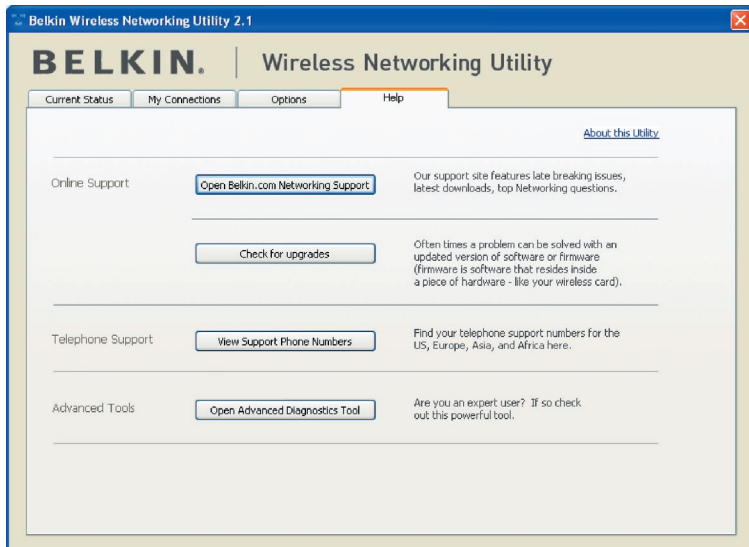 Belkin Wireless Networking Utility 2.1
BELKIN. | Wireless Networking Utility
Current Status My Connections Options Help
About this Utility
Online Support
Open Belkin.com Networking Support
Our support site features late breaking issues,
latest downloads, top Networking questions.
Check for upgrades
Often times a problem can be solved with an
updated version of software or firmware
(firmware is software that resides inside
a piece of hardware - like your wireless card).
Telephone Support
View Support Phone Numbers
Find your telephone support numbers for the
US, Europe, Asia, and Africa here.
Advanced Tools
Open Advanced Diagnostics Tool
Are you an expert user? If so check
out this powerful tool.